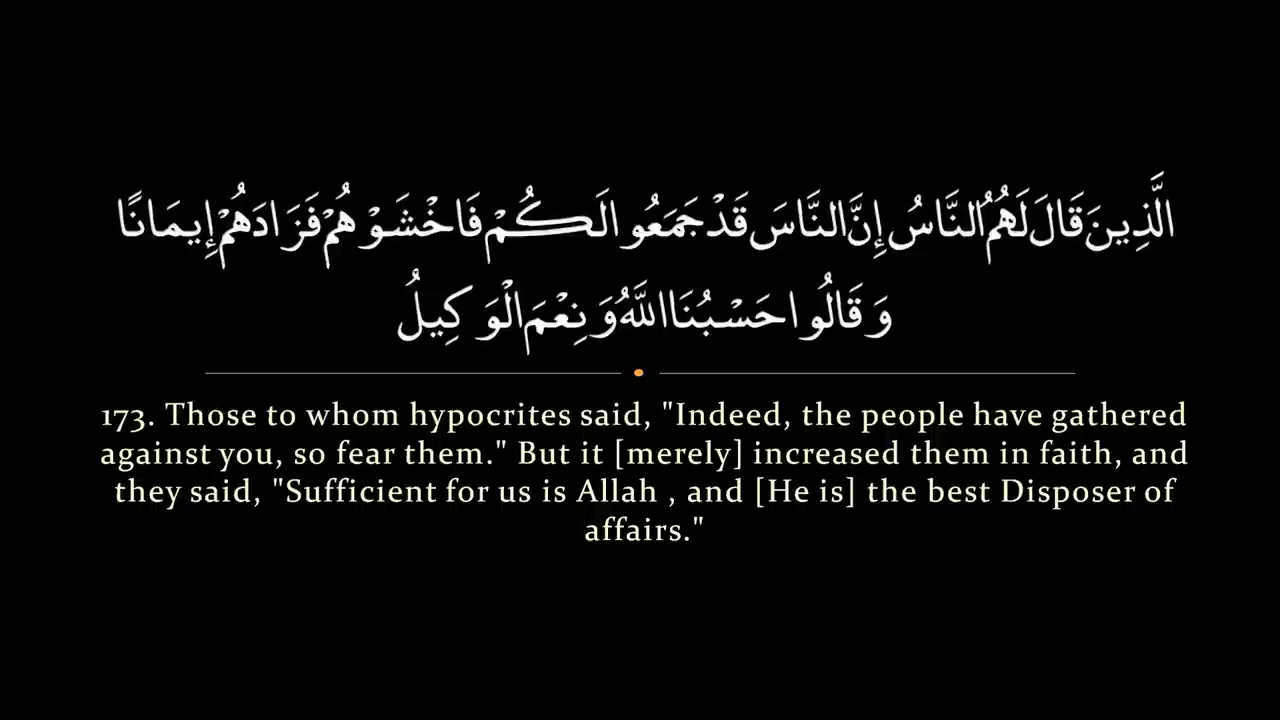 الَّذِينَ قَالَ لَهُمُ النَّاسُ إِنَّ النَّاسَ قَدْ جَمَعُوا لَكُمْ فَاخْشَوْهُمْ فَزَادَهُمْ إِيمَانًا
وَقَالُوا حَسْبُنَا اللَّهُ وَنِعْمَ الْوَكِيلُ
173. Those to whom hypocrites said, "Indeed, the people have gathered
against you, so fear them." But it [merely] increased them in faith, and
they said, "Sufficient for us is Allah , and [He is] the best Disposer of
affairs."